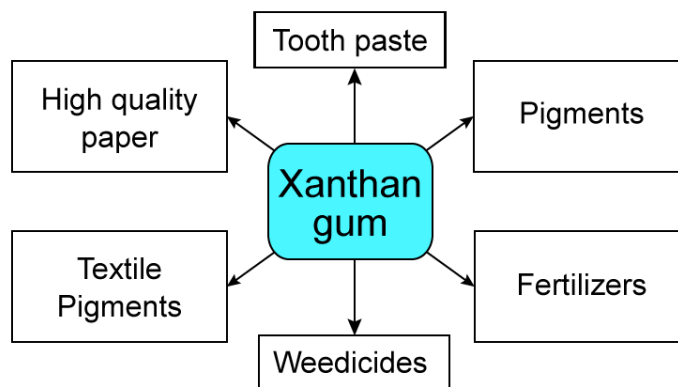 Tooth paste
High quality
paper
Pigments
Xanthan
gum
Textile
Pigments
Fertilizers
Weedicides